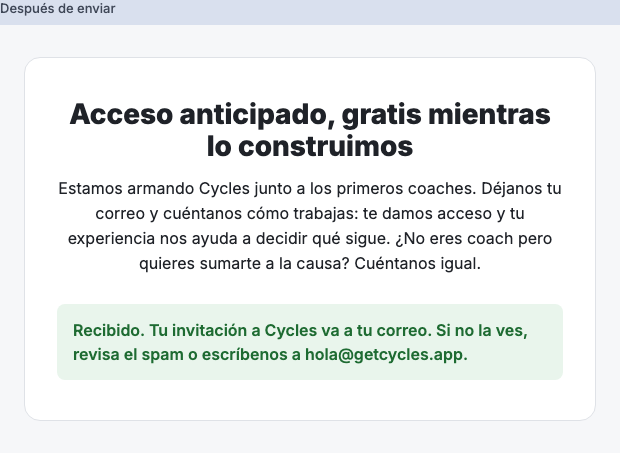 Después de enviar
Acceso anticipado, gratis mientras
lo construimos
Estamos armando Cycles junto a los primeros coaches. Déjanos tu
correo y cuéntanos cómo trabajas: te damos acceso y tu
experiencia nos ayuda a decidir qué sigue. ¿No eres coach pero
quieres sumarte a la causa? Cuéntanos igual.
Recibido. Tu invitación a Cycles va a tu correo. Si no la ves,
revisa el spam o escríbenos a hola@getcycles.app.